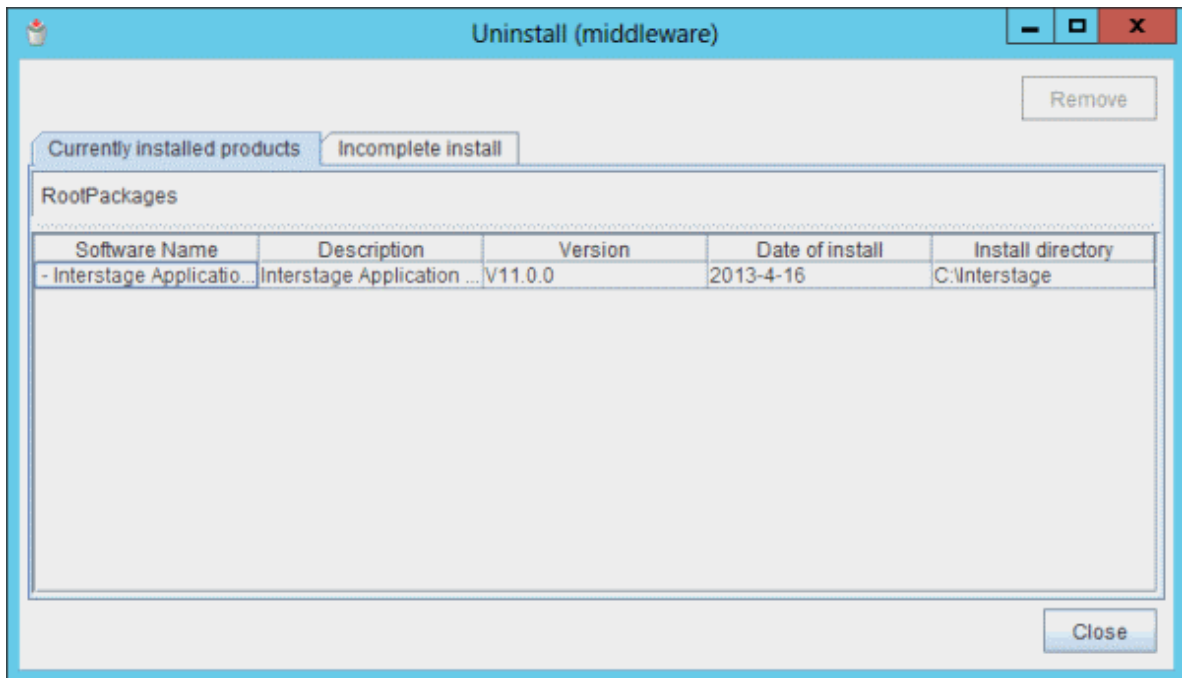 Uninstall (middleware)
Remove
Currently installed products Incomplete install
RootPackages
Software Name Description Version Date of install Install directory
- Interstage Applicatio... Interstage Application ... V11.0.0 2013-4-16 C:\Interstage
Close